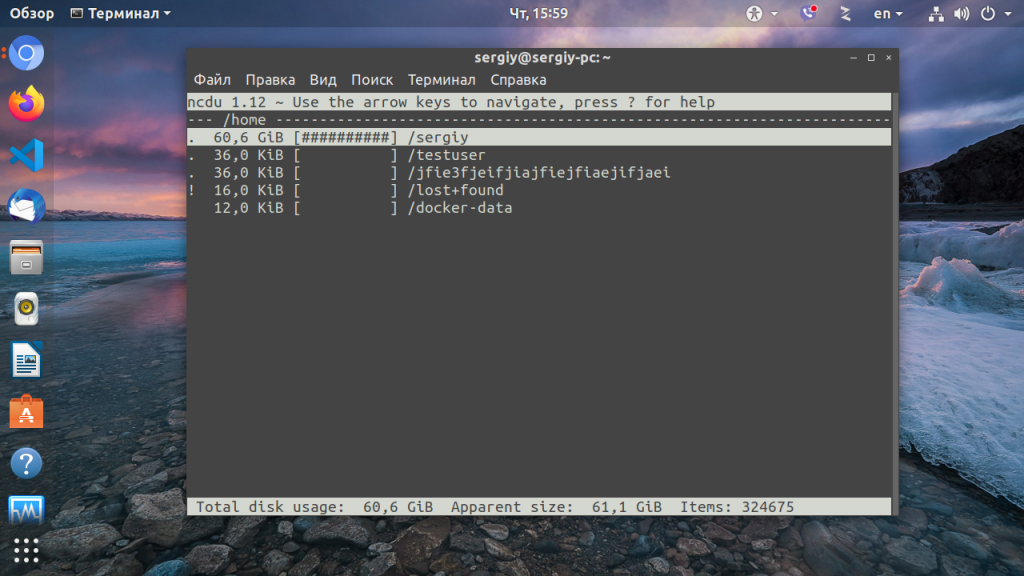 Обзор Терминал Чт, 15:59 en
sergiy@sergiy-pc: ~
Файл Правка Вид Поиск Терминал Справка
ncdu 1.12 ~ Use the arrow keys to navigate, press ? for help
--- /home ----------------------------------------------------------------------
. 60,6 GiB [##########] /sergiy
. 36,0 KiB [          ] /testuser
. 36,0 KiB [          ] /jfie3fjeifjiajfiejfiaejifjaei
! 16,0 KiB [          ] /lost+found
  12,0 KiB [          ] /docker-data
Total disk usage: 60,6 GiB Apparent size: 61,1 GiB Items: 324675